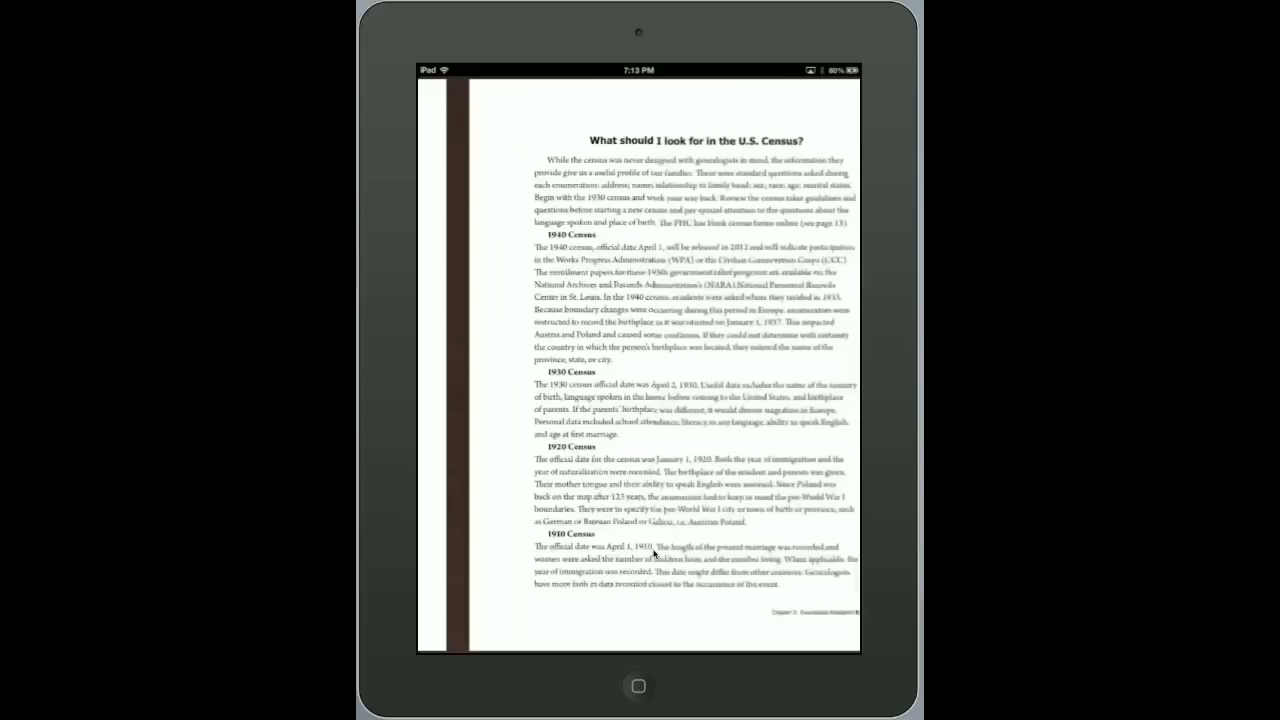 iPad
7:13 PM
80%
What should I look for in the U.S. Census?
While the census was never designed with genealogists in mind, the information they
provide give us a useful profile of our families. There were standard questions asked during
each enumeration: address; name; relationship to family head; sex; race; age; marital status.
Begin with the 1930 census and work your way back. Review the census taker guidelines and
questions before starting a new census and pay special attention to the questions about the
language spoken and place of birth. The FHC has blank census forms online (see page 13).
1940 Census
The 1940 census, official date April 1, will be released in 2012 and will indicate participation
in the Works Progress Administration (WPA) or the Civilian Conservation Corps (CCC)
The enrollment papers for these 1930s government relief programs are available via the
National Archives and Records Administration's (NARA) National Personnel Records
Center in St. Louis. In the 1940 census, residents were asked where they resided in 1935.
Because boundary changes were occurring during this period in Europe, enumerators were
instructed to record the birthplace as it was situated on January 1, 1937. This impacted
Austria and Poland and caused some confusion. If they could not determine with certainty
the country in which the person's birthplace was located, they entered the name of the
province, state, or city.
1930 Census
The 1930 census official date was April 2, 1930. Useful data includes the name of the country
of birth, language spoken in the home before coming to the United States, and birthplace
of parents. If the parents' birthplace was different, it would denote migration in Europe.
Personal data included school attendance, literacy in any language, ability to speak English,
and age at first marriage.
1920 Census
The official date for the census was January 1, 1920. Both the year of immigration and the
year of naturalization were recorded. The birthplace of the resident and parents was given.
Their mother tongue and their ability to speak English were assessed. Since Poland was
back on the map after 123 years, the enumerator had to keep in mind the pre-World War I
boundaries. They were to specify the pre-World War I city or town of birth or province, such
as German or Russian Poland or Galicia, i.e. Austrian Poland.
1910 Census
The official date was April 1, 1910. The length of the present marriage was recorded and
women were asked the number of children born, and the number living. When applicable, the
year of immigration was recorded. This date might differ from other censuses. Genealogists
have more faith in data recorded closest to the occurrence of the event.
Chapter